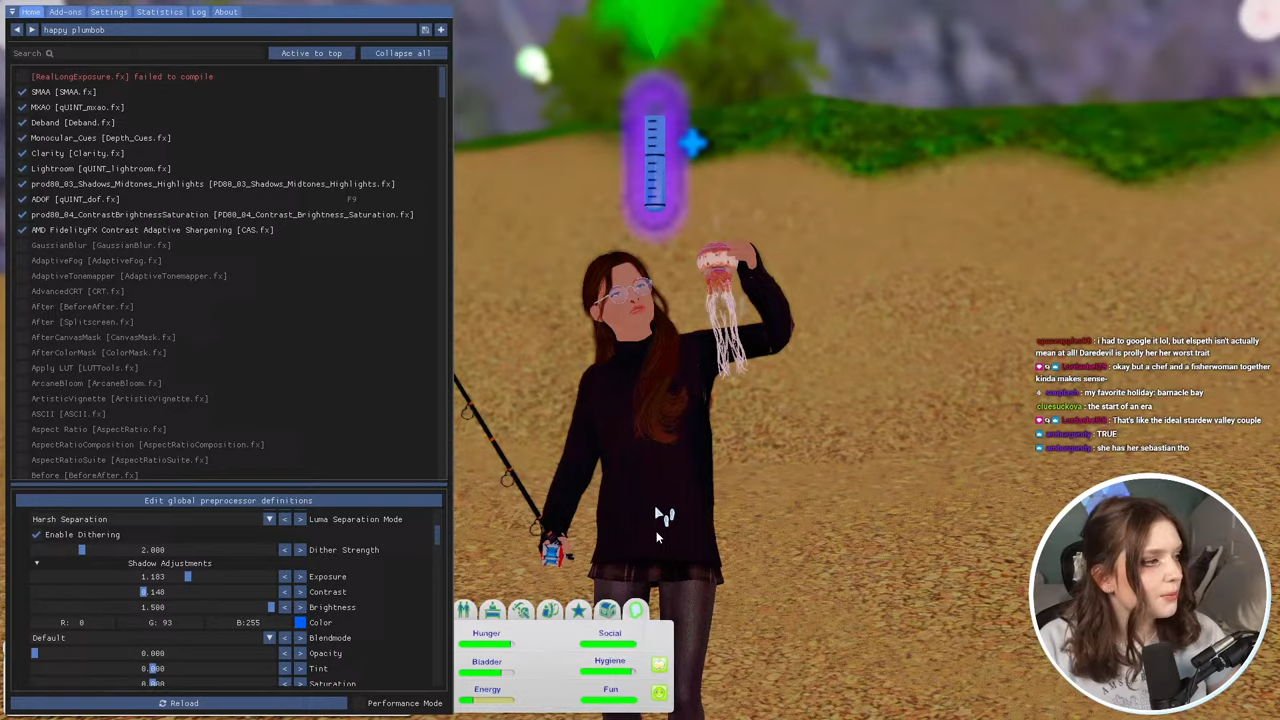 Home Add-ons Settings Statistics Log About
happy plumbob
Search Active to top Collapse all
[RealLongExposure.fx] failed to compile
SMAA [SMAA.fx]
MXAO [qUINT_mxao.fx]
Deband [Deband.fx]
Monocular_Cues [Depth_Cues.fx]
Clarity [Clarity.fx]
Lightroom [qUINT_lightroom.fx]
prod80_03_Shadows_Midtones_Highlights [PD80_03_Shadows_Midtones_Highlights.fx]
ADOF [qUINT_dof.fx] F9
prod80_04_ContrastBrightnessSaturation [PD80_04_Contrast_Brightness_Saturation.fx]
AMD FidelityFX Contrast Adaptive Sharpening [CAS.fx]
GaussianBlur [GaussianBlur.fx]
AdaptiveFog [AdaptiveFog.fx]
AdaptiveTonemapper [AdaptiveTonemapper.fx]
AdvancedCRT [CRT.fx]
After [BeforeAfter.fx]
After [Splitscreen.fx]
AfterCanvasMask [CanvasMask.fx]
AfterColorMask [ColorMask.fx]
Apply LUT [LUTTools.fx]
ArcaneBloom [ArcaneBloom.fx]
ArtisticVignette [ArtisticVignette.fx]
ASCII [ASCII.fx]
Aspect Ratio [AspectRatio.fx]
AspectRatioComposition [AspectRatioComposition.fx]
AspectRatioSuite [AspectRatioSuite.fx]
Before [BeforeAfter.fx]
Edit global preprocessor definitions
Harsh Separation < > Luma Separation Mode
Enable Dithering
2.000 < > Dither Strength
Shadow Adjustments
1.183 < > Exposure
< > Contrast
1.500 < > Brightness
R: 0 G: 93 B:255 Color
Default < > Blendmode
0.000 < > Opacity
< > Tint
< > Saturation
Reload Performance Mode
Hunger Social
Bladder Hygiene
Energy Fun
: i had to google it lol, but elspeth isn't actually
mean at all! Daredevil is prolly her her worst trait
: okay but a chef and a fisherwoman together
kinda makes sense-
: my favorite holiday: barnacle bay
cluesuckova : the start of an era
: That's like the ideal stardew valley couple
: TRUE
: she has her sebastian tho